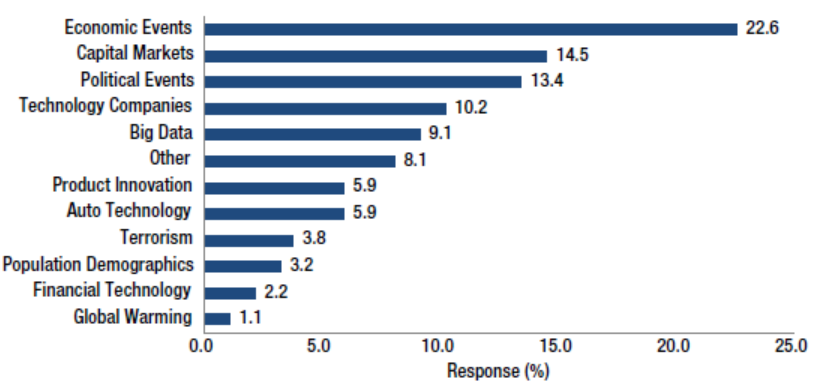 Economic Events 22.6
Capital Markets 14.5
Political Events 13.4
Technology Companies 10.2
Big Data 9.1
Other 8.1
Product Innovation 5.9
Auto Technology 5.9
Terrorism 3.8
Population Demographics 3.2
Financial Technology 2.2
Global Warming 1.1
0.0 5.0 10.0 15.0 20.0 25.0
Response (%)